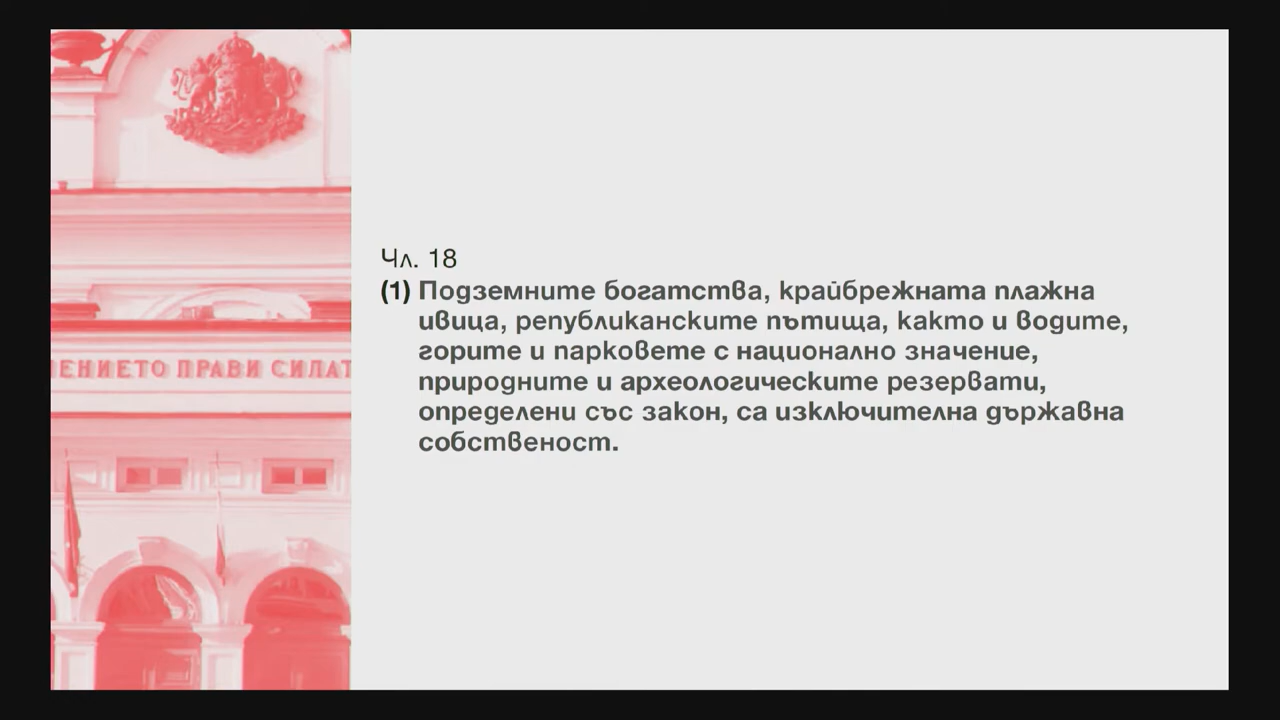 ЕНИЕТО ПРАВИ СИЛАТ
Чл. 18
(1) Подземните богатства, крайбрежната плажна
ивица, републиканските пътища, както и водите,
горите и парковете с национално значение,
природните и археологическите резервати,
определени със закон, са изключителна държавна
собственост.